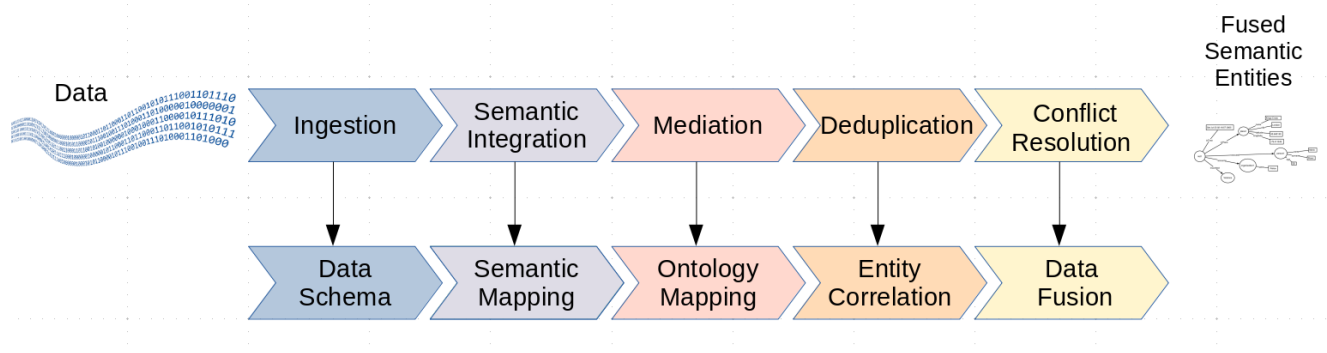 Data
Ingestion
Semantic
Integration
Mediation
Deduplication
Conflict
Resolution
Fused
Semantic
Entities
Data
Schema
Semantic
Mapping
Ontology
Mapping
Entity
Correlation
Data
Fusion